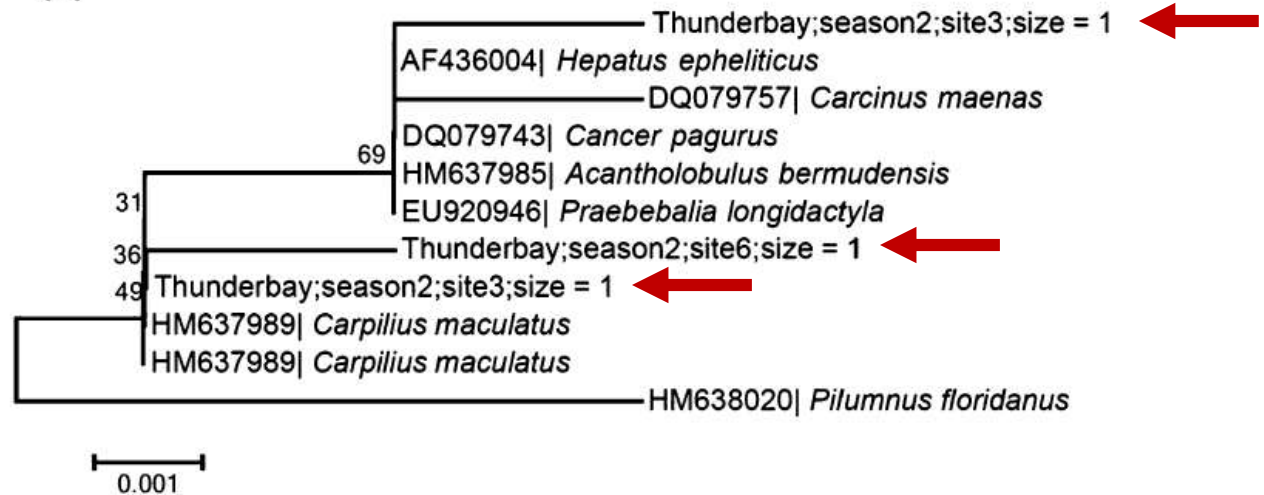 Thunderbay;season2;site3;size = 1
AF436004| Hepatus epheliticus
DQ079757| Carcinus maenas
DQ079743| Cancer pagurus
69
HM637985| Acantholobulus bermudensis
31
EU920946| Praebebalia longidactyla
36
Thunderbay;season2;site6;size = 1
49
Thunderbay;season2;site3;size = 1
HM637989| Carpilius maculatus
HM637989| Carpilius maculatus
HM638020| Pilumnus floridanus
0.001